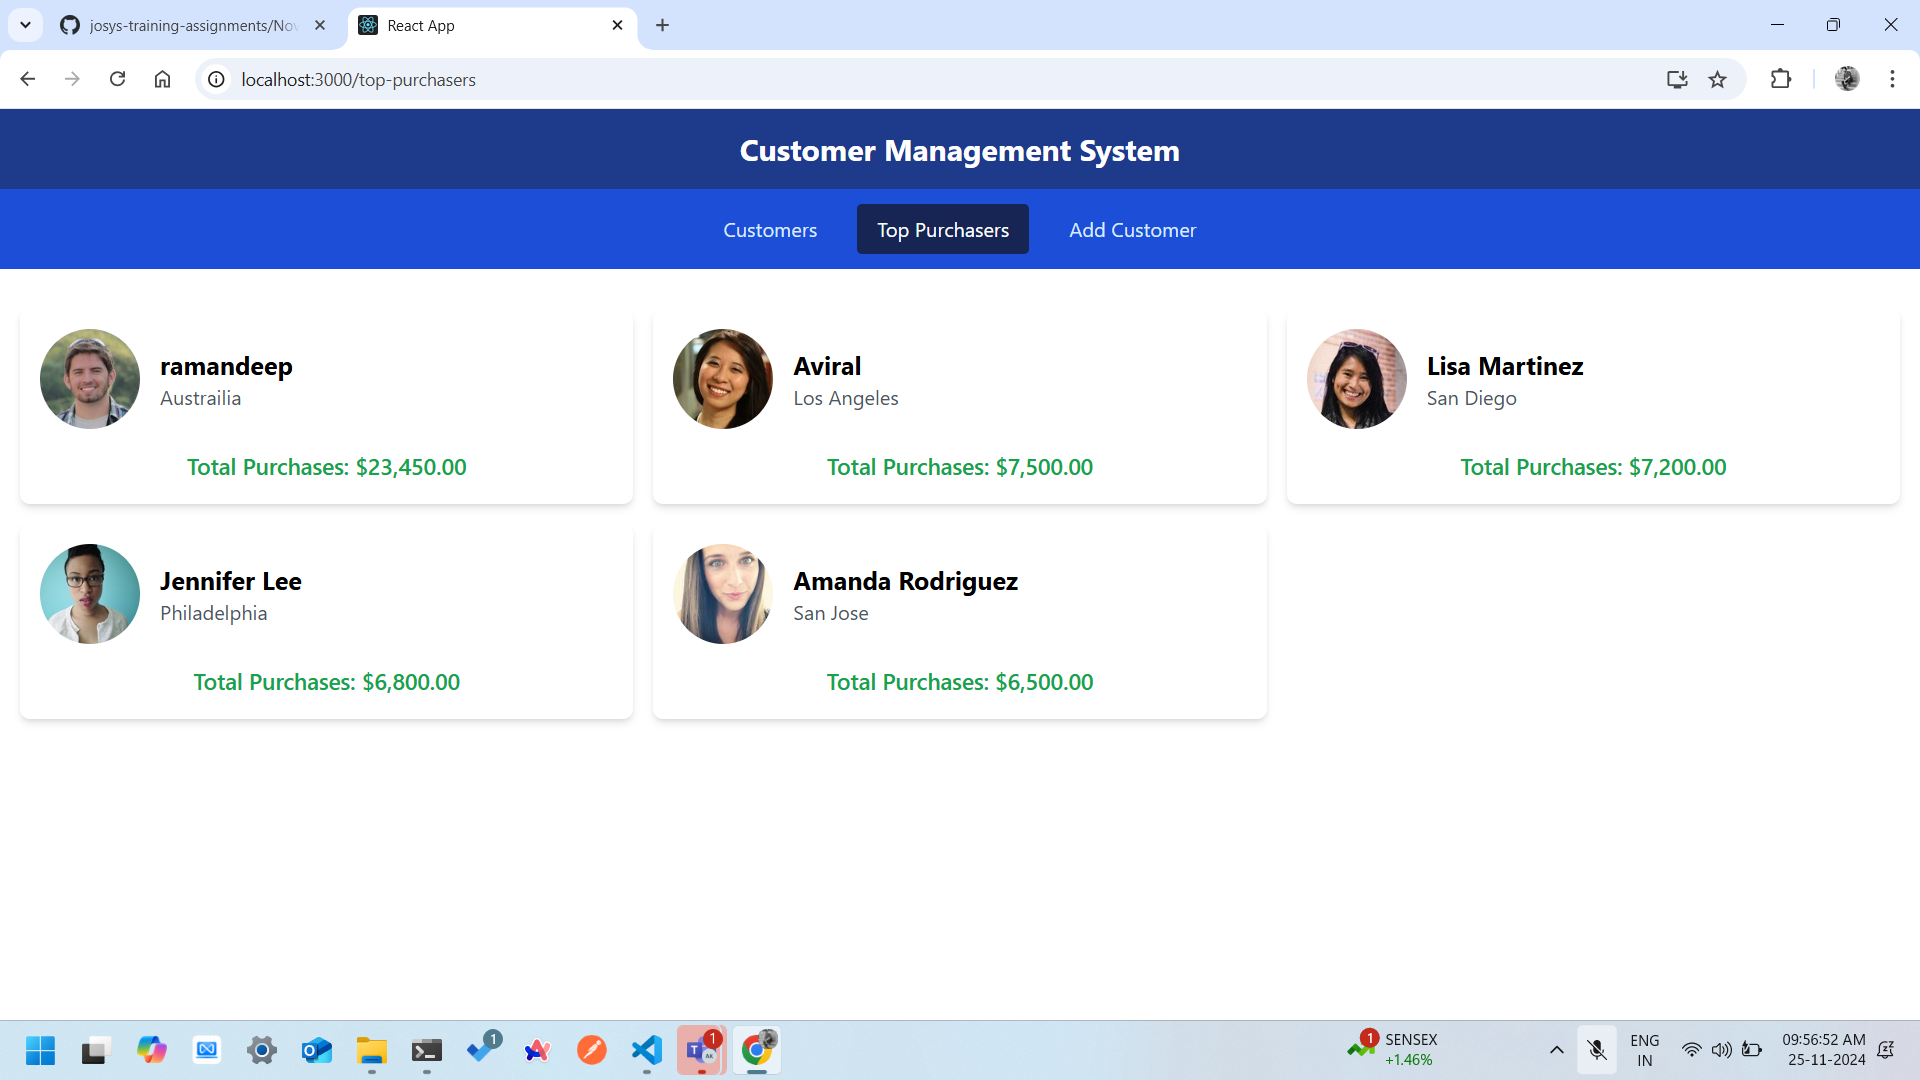 josys-training-assignments/Nov
React App
localhost:3000/top-purchasers
Customer Management System
Customers
Top Purchasers
Add Customer
ramandeep
Austrailia
Total Purchases: $23,450.00
Aviral
Los Angeles
Total Purchases: $7,500.00
Lisa Martinez
San Diego
Total Purchases: $7,200.00
Jennifer Lee
Philadelphia
Total Purchases: $6,800.00
Amanda Rodriguez
San Jose
Total Purchases: $6,500.00
1
1
AK
1
SENSEX
+1.46%
ENG
IN
09:56:52 AM
25-11-2024